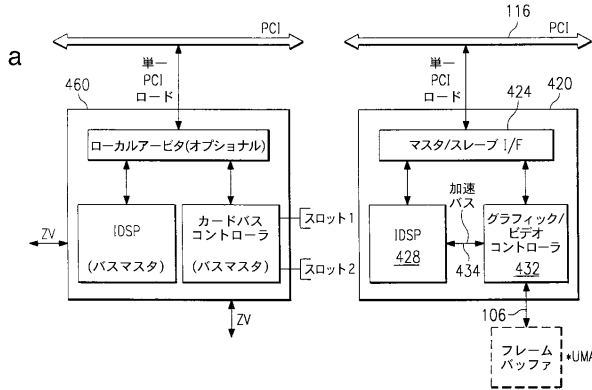 a
PCI
単一
PCI
ロード
460
ローカルアービタ(オプショナル)
IDSP
(バスマスタ)
カードバス
コントローラ
(バスマスタ)
スロット1
スロット2
ZV
ZV
116
PCI
単一
PCI
ロード
420
424
マスタ/スレーブ I/F
加速
バス
IDSP
428
434
グラフィック/
ビデオ
コントローラ
432
106
フレーム
バッファ
*UMA